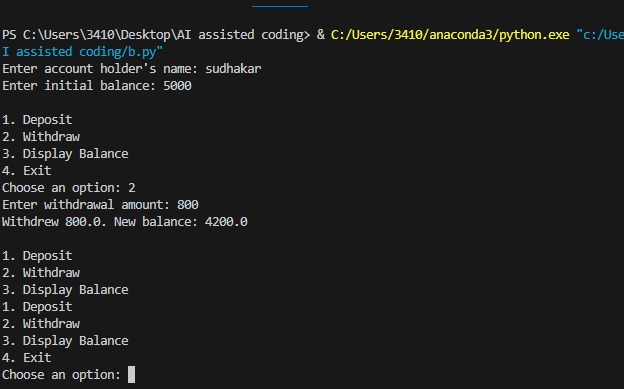 PS C:\Users\3410\Desktop\AI assisted coding> & C:/Users/3410/anaconda3/python.exe "c:/Use
I assisted coding/b.py"
Enter account holder's name: sudhakar
Enter initial balance: 5000
1. Deposit
2. Withdraw
3. Display Balance
4. Exit
Choose an option: 2
Enter withdrawal amount: 800
Withdrew 800.0. New balance: 4200.0
1. Deposit
2. Withdraw
3. Display Balance
1. Deposit
2. Withdraw
3. Display Balance
4. Exit
Choose an option: